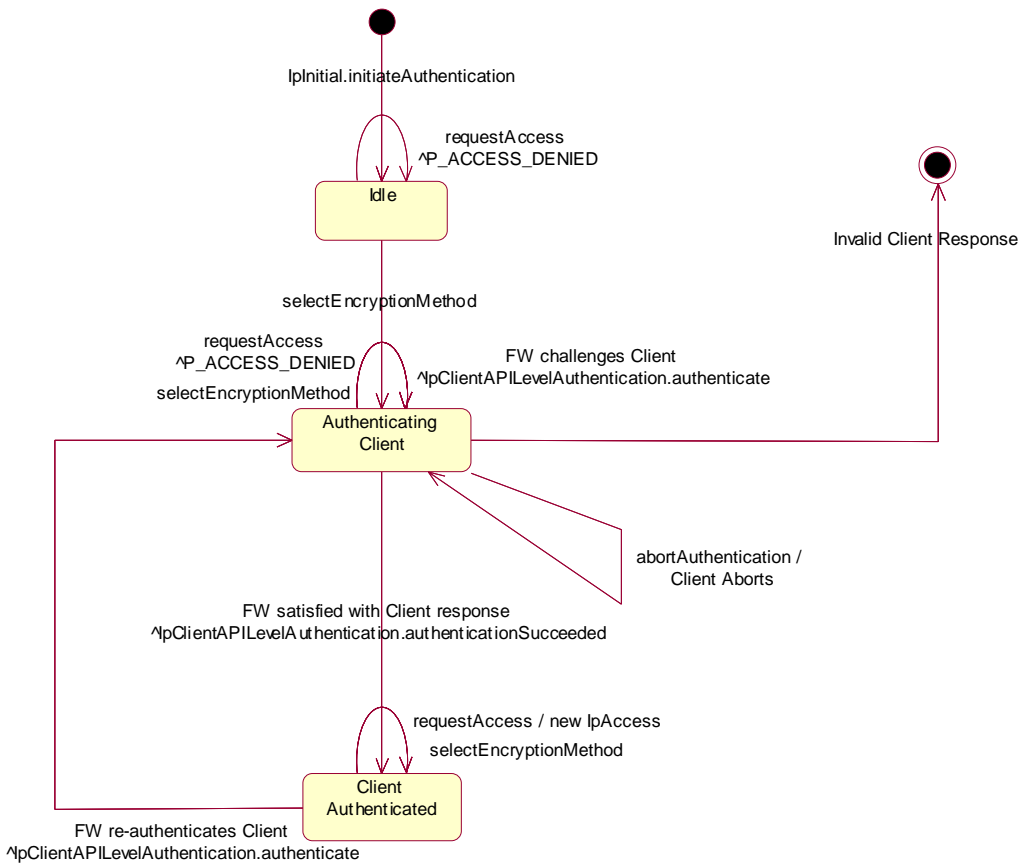 IpInitial.initiateAuthentication
requestAccess
^P_ACCESS_DENIED
Idle
Invalid Client Response
selectEncryptionMethod
requestAccess
^P_ACCESS_DENIED
selectEncryptionMethod
FW challenges Client
^IpClientAPILevelAuthentication.authenticate
Authenticating
Client
abortAuthentication /
Client Aborts
FW satisfied with Client response
^IpClientAPILevelAuthentication.authenticationSucceeded
requestAccess / new IpAccess
selectEncryptionMethod
Client
Authenticated
FW re-authenticates Client
^IpClientAPILevelAuthentication.authenticate